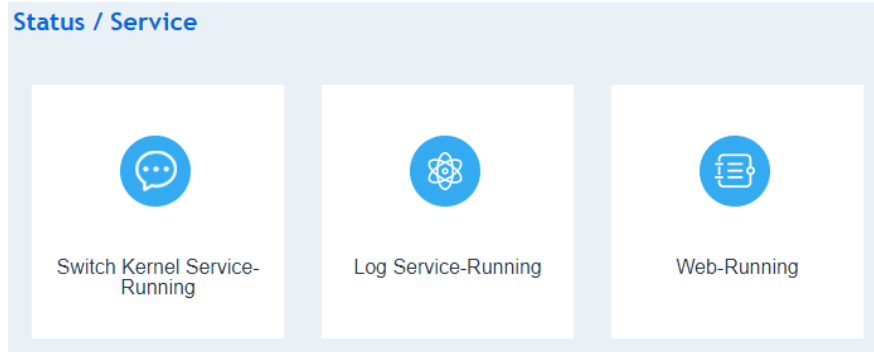 Status / Service
Switch Kernel Service-
Running
Log Service-Running
Web-Running